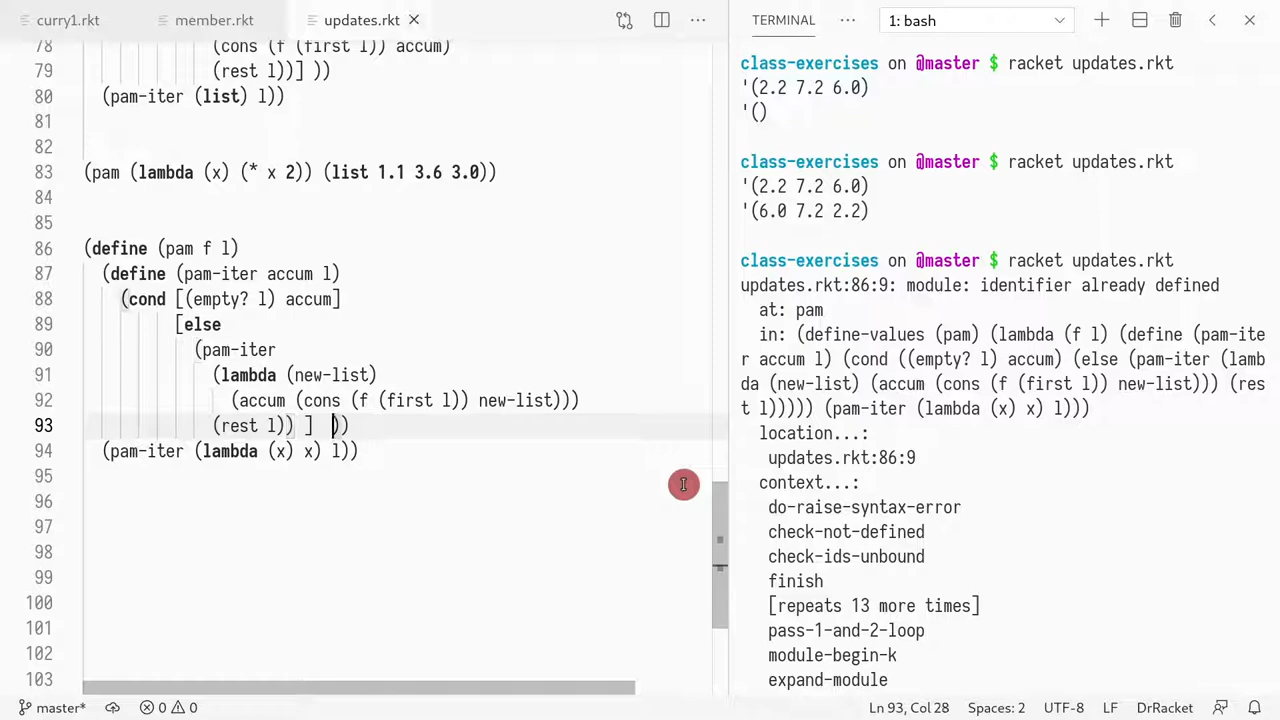 curry1.rkt member.rkt updates.rkt
78 (cons (f (first l)) accum)
79 (rest l))] ))
80 (pam-iter (list) l))
81
82
83 (pam (lambda (x) (* x 2)) (list 1.1 3.6 3.0))
84
85
86 (define (pam f l)
87 (define (pam-iter accum l)
88 (cond [(empty? l) accum]
89 [else
90 (pam-iter
91 (lambda (new-list)
92 (accum (cons (f (first l)) new-list)))
93 (rest l)) ] ))
94 (pam-iter (lambda (x) x) l))
95
96
97
98
99
100
101
102
103
TERMINAL 1: bash
class-exercises on @master $ racket updates.rkt
'(2.2 7.2 6.0)
'()
class-exercises on @master $ racket updates.rkt
'(2.2 7.2 6.0)
'(6.0 7.2 2.2)
class-exercises on @master $ racket updates.rkt
updates.rkt:86:9: module: identifier already defined
at: pam
in: (define-values (pam) (lambda (f l) (define (pam-ite
r accum l) (cond ((empty? l) accum) (else (pam-iter (lamb
da (new-list) (accum (cons (f (first l)) new-list))) (res
t l))))) (pam-iter (lambda (x) x) l)))
location...:
updates.rkt:86:9
context...:
do-raise-syntax-error
check-not-defined
check-ids-unbound
finish
[repeats 13 more times]
pass-1-and-2-loop
module-begin-k
expand-module
master* 0 0 Ln 93, Col 28 Spaces: 2 UTF-8 LF DrRacket